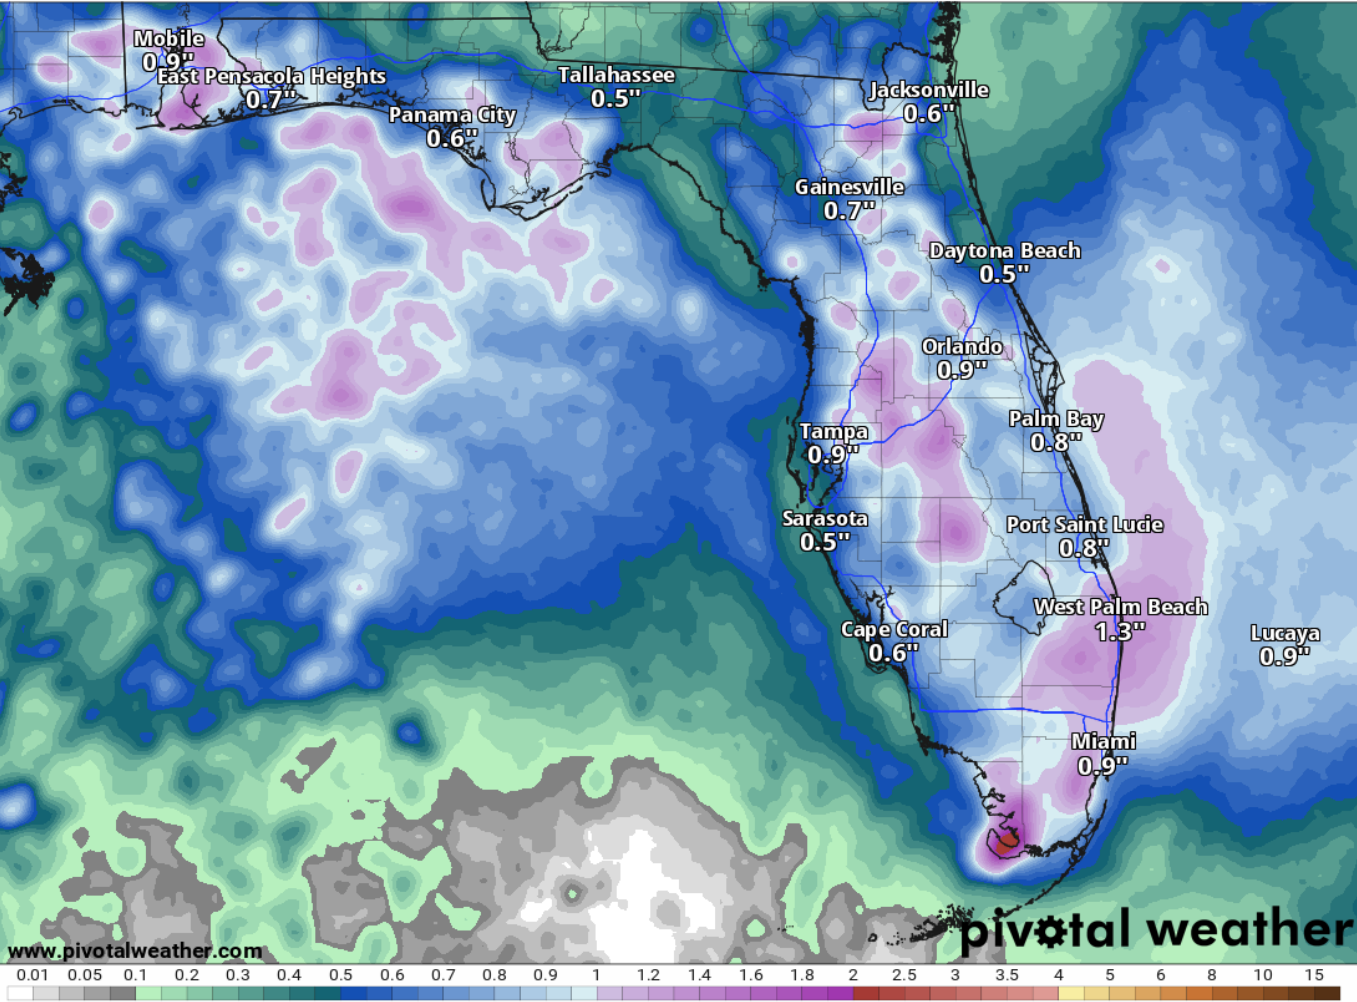 Mobile
0.9"
East Pensacola Heights
0.7"
Panama City
0.6"
Tallahassee
0.5"
Jacksonville
0.6"
Gainesville
0.7"
Daytona Beach
0.5"
Orlando
0.9"
Palm Bay
0.8"
Tampa
0.9"
Sarasota
0.5"
Port Saint Lucie
0.8"
West Palm Beach
1.3"
Cape Coral
0.6"
Lucaya
0.9"
Miami
0.9"
pivotal weather
www.pivotalweather.com
0.01 0.05 0.1 0.2 0.3 0.4 0.5 0.6 0.7 0.8 0.9 1 1.2 1.4 1.6 1.8 2 2.5 3 3.5 4 5 6 8 10 15